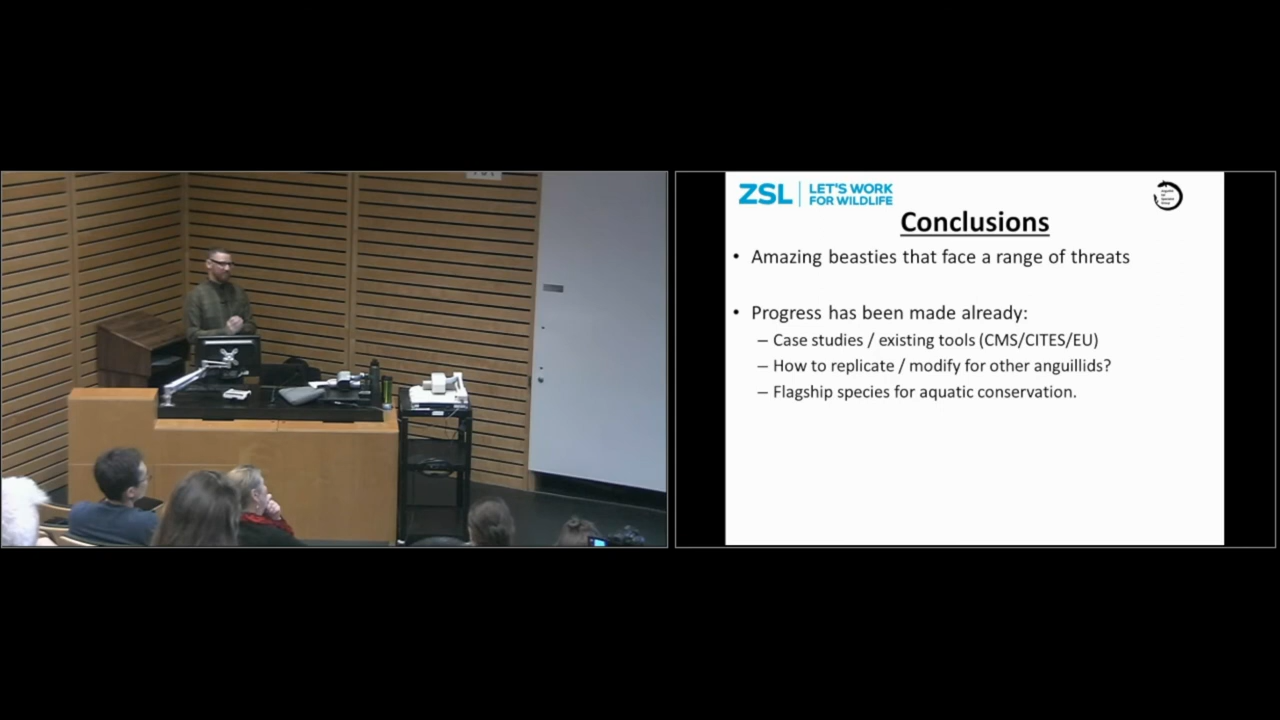 ZSL
LET'S WORK
FOR WILDLIFE
Conclusions
• Amazing beasties that face a range of threats
• Progress has been made already:
– Case studies / existing tools (CMS/CITES/EU)
– How to replicate / modify for other anguillids?
– Flagship species for aquatic conservation.